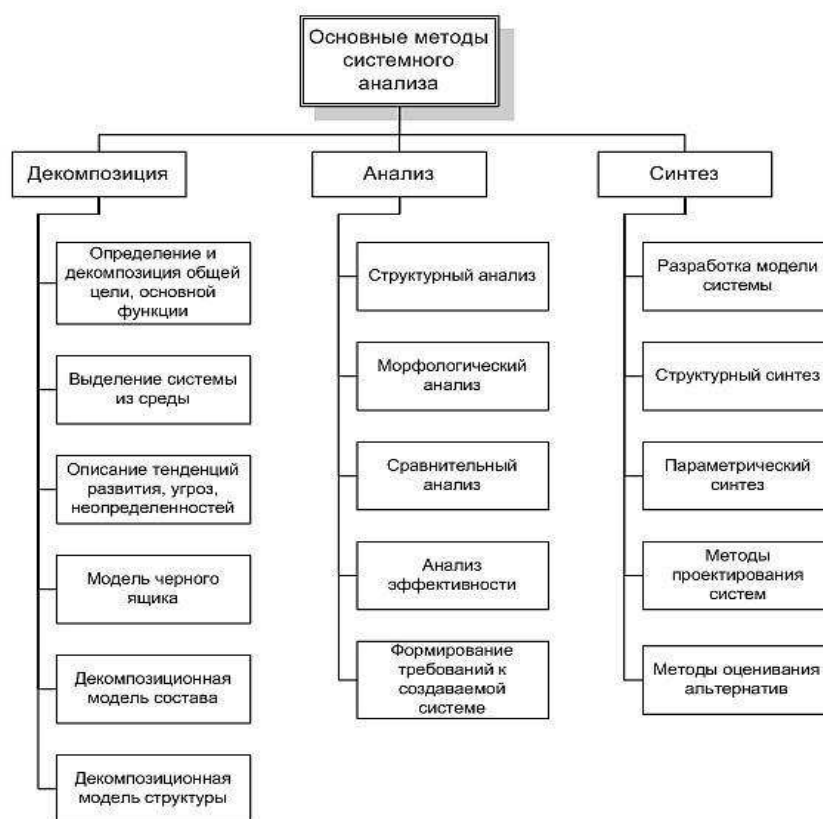 Основные методы
системного
анализа
Декомпозиция
Определение и
декомпозиция общей
цели, основной
функции
Выделение системы
из среды
Описание тенденций
развития, угроз,
неопределенностей
Модель черного
ящика
Декомпозиционная
модель состава
Декомпозиционная
модель структуры
Анализ
Структурный анализ
Морфологический
анализ
Сравнительный
анализ
Анализ
эффективности
Формирование
требований к
создаваемой
системе
Синтез
Разработка модели
системы
Структурный синтез
Параметрический
синтез
Методы
проектирования
систем
Методы оценивания
альтернатив